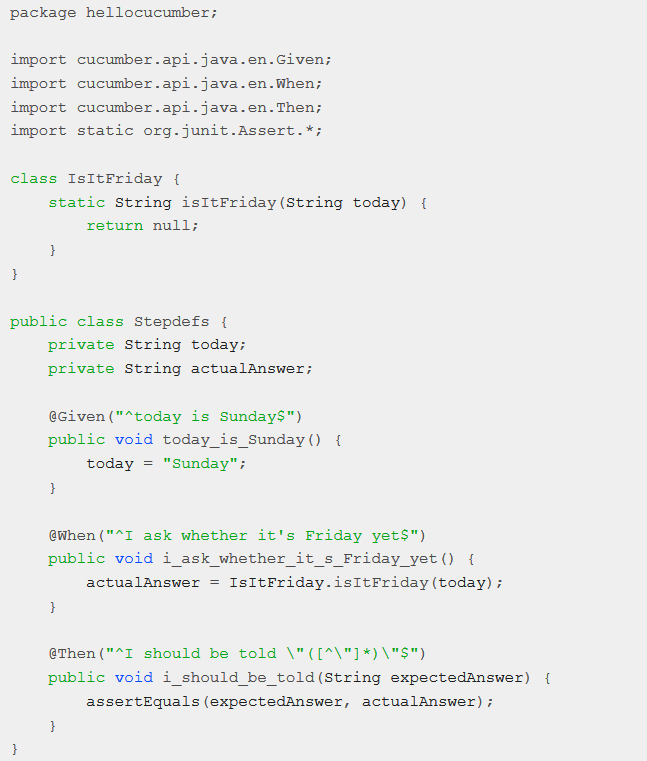 package hellocucumber;

import cucumber.api.java.en.Given;
import cucumber.api.java.en.When;
import cucumber.api.java.en.Then;
import static org.junit.Assert.*;

class IsItFriday {
    static String isItFriday(String today) {
        return null;
    }
}

public class Stepdefs {
    private String today;
    private String actualAnswer;

    @Given("^today is Sunday$")
    public void today_is_Sunday() {
        today = "Sunday";
    }

    @When("^I ask whether it's Friday yet$")
    public void i_ask_whether_it_s_Friday_yet() {
        actualAnswer = IsItFriday.isItFriday(today);
    }

    @Then("^I should be told \"([^\"]*)\"$")
    public void i_should_be_told(String expectedAnswer) {
        assertEquals(expectedAnswer, actualAnswer);
    }
}